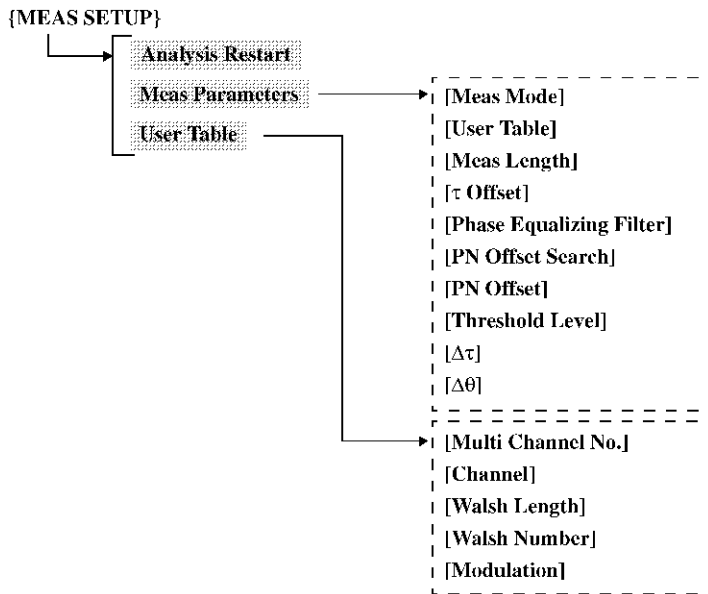 {MEAS SETUP}
Analysis Restart
Meas Parameters
User Table
[Meas Mode]
[User Table]
[Meas Length]
[τ Offset]
[Phase Equalizing Filter]
[PN Offset Search]
[PN Offset]
[Threshold Level]
[Δτ]
[Δθ]
[Multi Channel No.]
[Channel]
[Walsh Length]
[Walsh Number]
[Modulation]